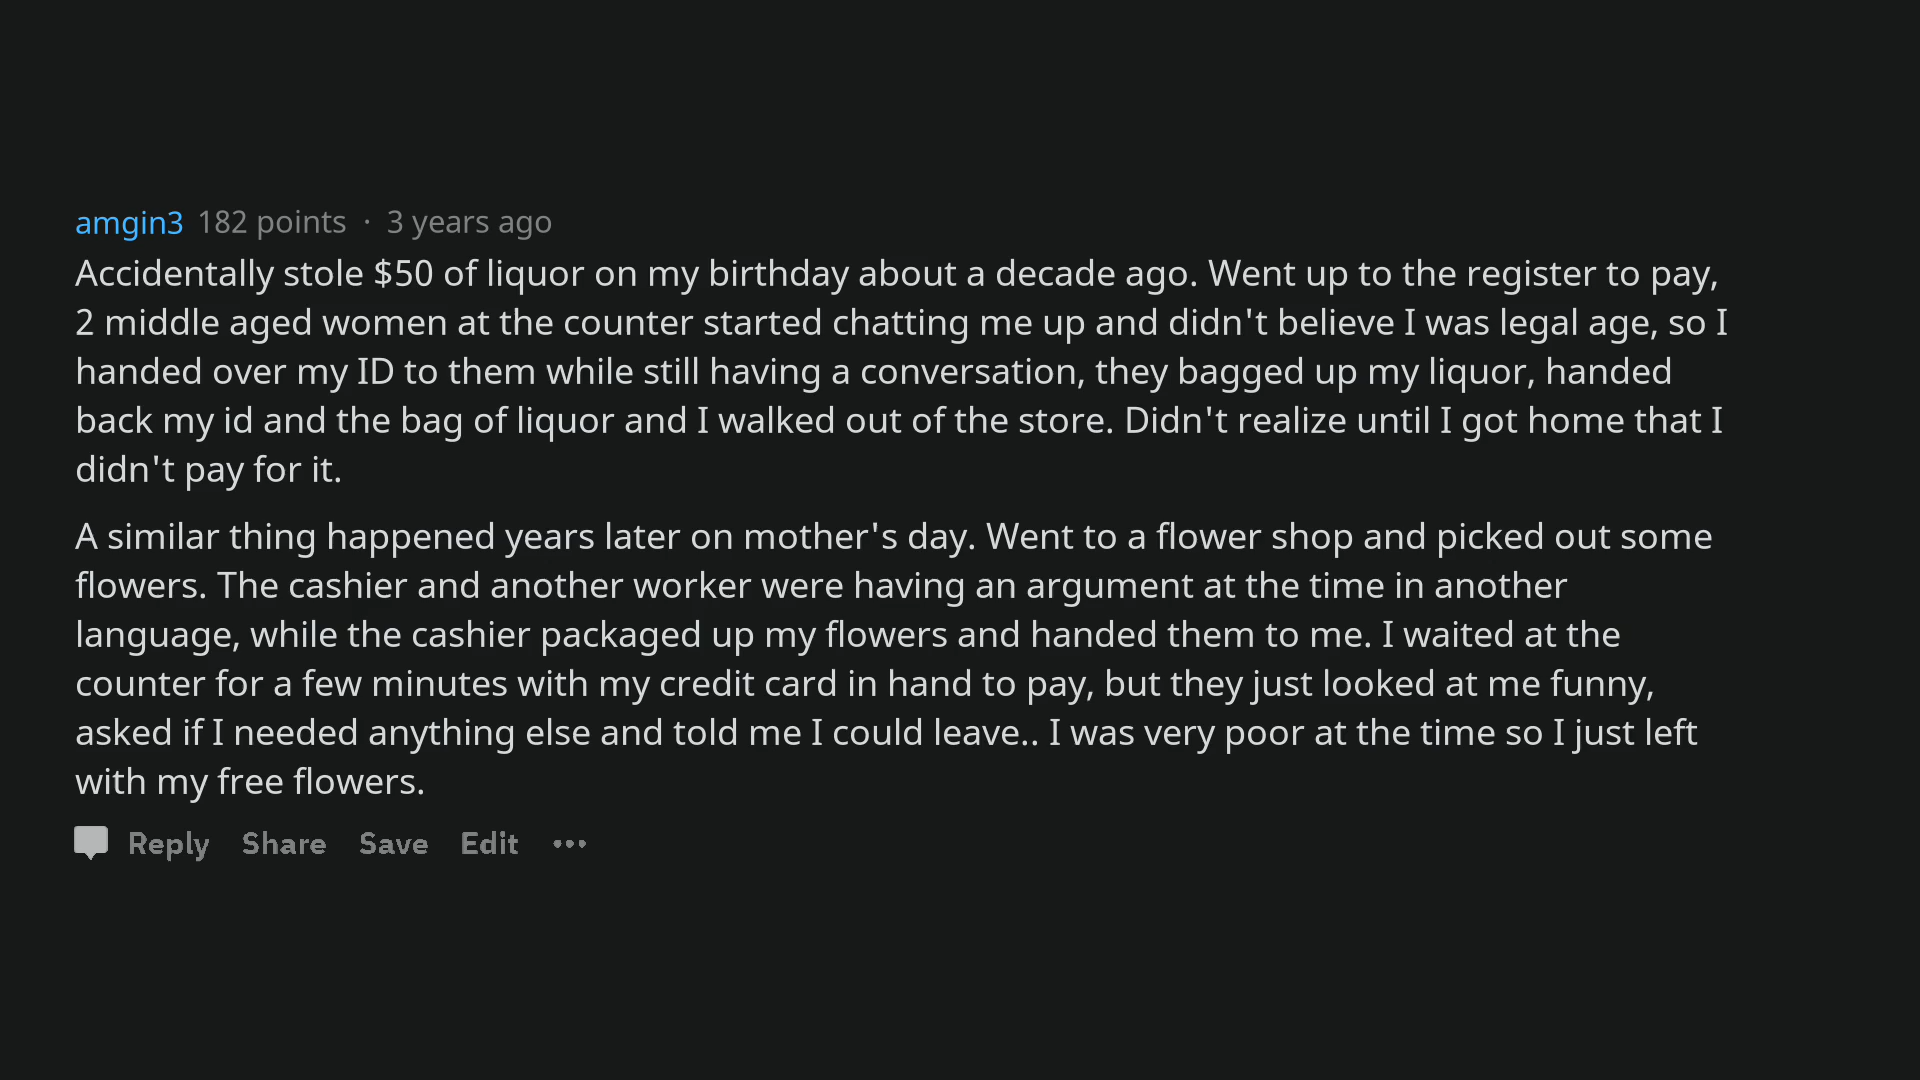 amgin3 182 points · 3 years ago
Accidentally stole $50 of liquor on my birthday about a decade ago. Went up to the register to pay,
2 middle aged women at the counter started chatting me up and didn't believe I was legal age, so I
handed over my ID to them while still having a conversation, they bagged up my liquor, handed
back my id and the bag of liquor and I walked out of the store. Didn't realize until I got home that I
didn't pay for it.
A similar thing happened years later on mother's day. Went to a flower shop and picked out some
flowers. The cashier and another worker were having an argument at the time in another
language, while the cashier packaged up my flowers and handed them to me. I waited at the
counter for a few minutes with my credit card in hand to pay, but they just looked at me funny,
asked if I needed anything else and told me I could leave.. I was very poor at the time so I just left
with my free flowers.
Reply Share Save Edit •••